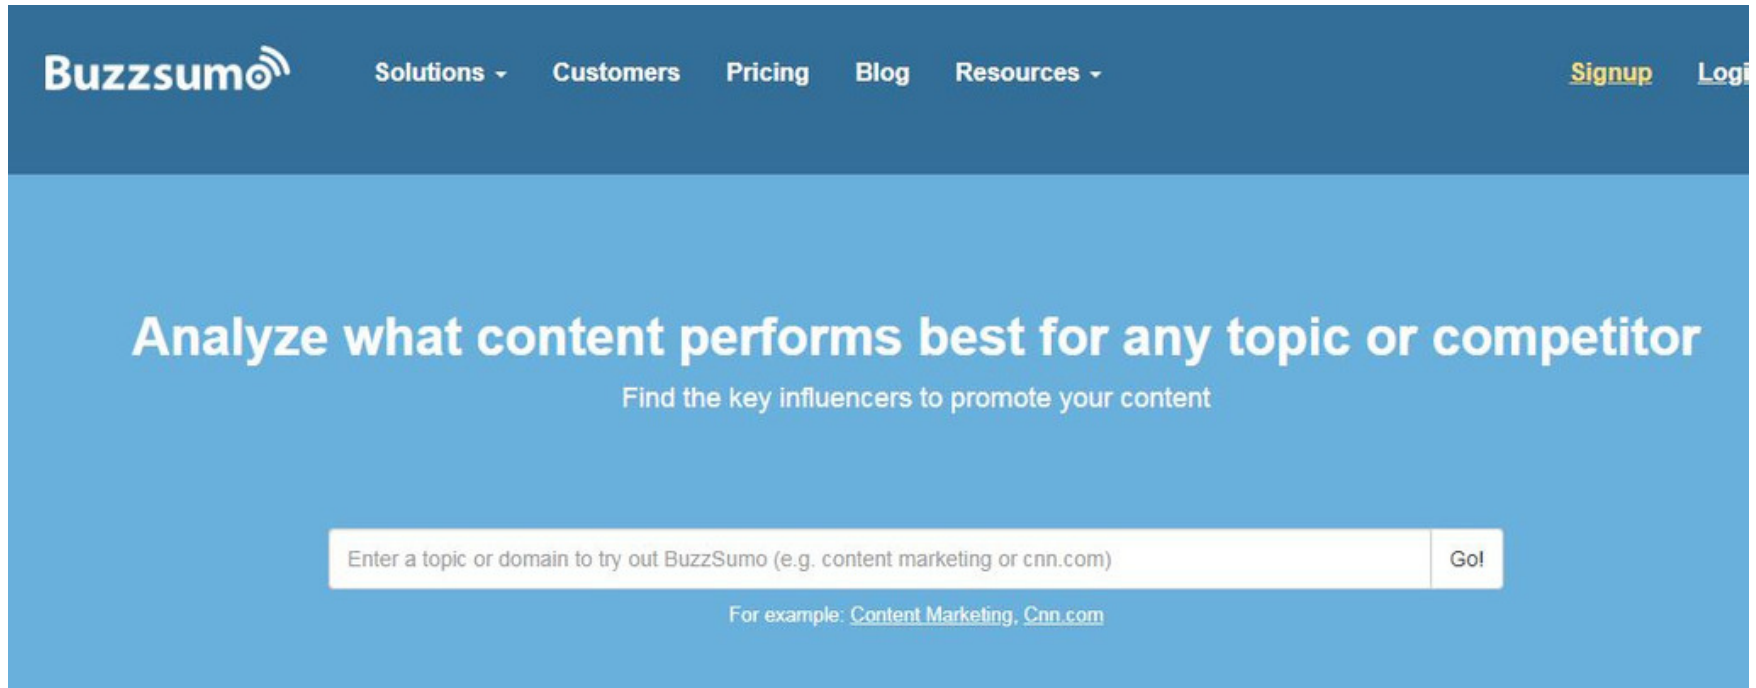 Buzzsumo Solutions Customers Pricing Blog Resources Signup Logi
Analyze what content performs best for any topic or competitor
Find the key influencers to promote your content
Enter a topic or domain to try out BuzzSumo (e.g. content marketing or cnn.com) Go!
For example: Content Marketing, Cnn.com